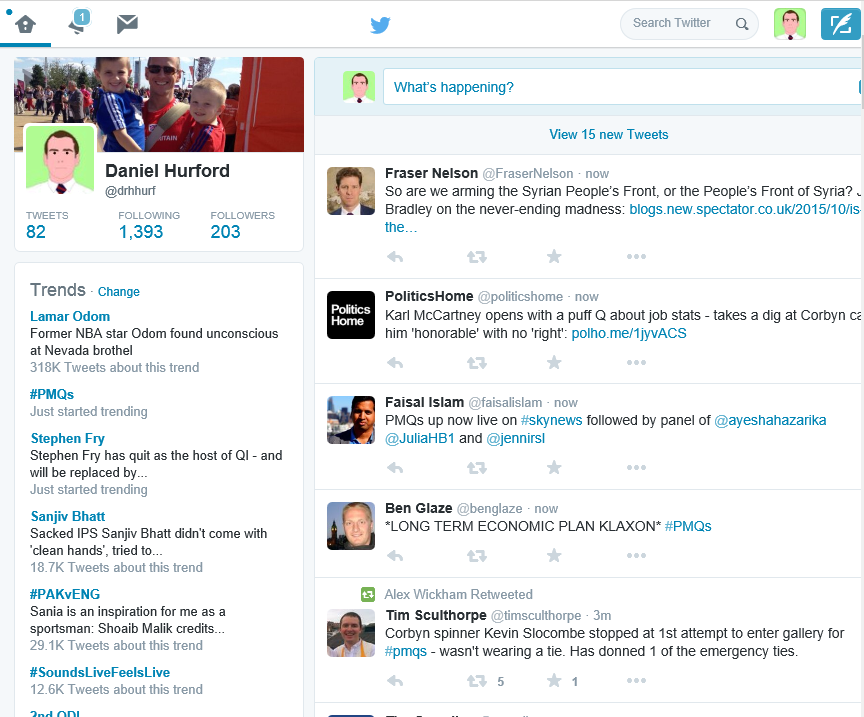 1
Search Twitter
Daniel Hurford
@drhhurf
TWEETS FOLLOWING FOLLOWERS
82 1,393 203
Trends · Change
Lamar Odom
Former NBA star Odom found unconscious
at Nevada brothel
318K Tweets about this trend
#PMQs
Just started trending
Stephen Fry
Stephen Fry has quit as the host of QI - and
will be replaced by...
Just started trending
Sanjiv Bhatt
Sacked IPS Sanjiv Bhatt didn't come with
'clean hands', tried to...
18.7K Tweets about this trend
#PAKvENG
Sania is an inspiration for me as a
sportsman: Shoaib Malik credits...
29.1K Tweets about this trend
#SoundsLiveFeelsLive
12.6K Tweets about this trend
2nd ODI
What's happening?
View 15 new Tweets
Fraser Nelson @FraserNelson · now
So are we arming the Syrian People's Front, or the People's Front of Syria? J
Bradley on the never-ending madness: blogs.new.spectator.co.uk/2015/10/is-
the…
Politics
Home
PoliticsHome @politicshome · now
Karl McCartney opens with a puff Q about job stats - takes a dig at Corbyn ca
him 'honorable' with no 'right': polho.me/1jyvACS
Faisal Islam @faisalislam · now
PMQs up now live on #skynews followed by panel of @ayeshahazarika
@JuliaHB1 and @jennirsl
Ben Glaze @benglaze · now
*LONG TERM ECONOMIC PLAN KLAXON* #PMQs
Alex Wickham Retweeted
Tim Sculthorpe @timsculthorpe · 3m
Corbyn spinner Kevin Slocombe stopped at 1st attempt to enter gallery for
#pmqs - wasn't wearing a tie. Has donned 1 of the emergency ties.
5 1